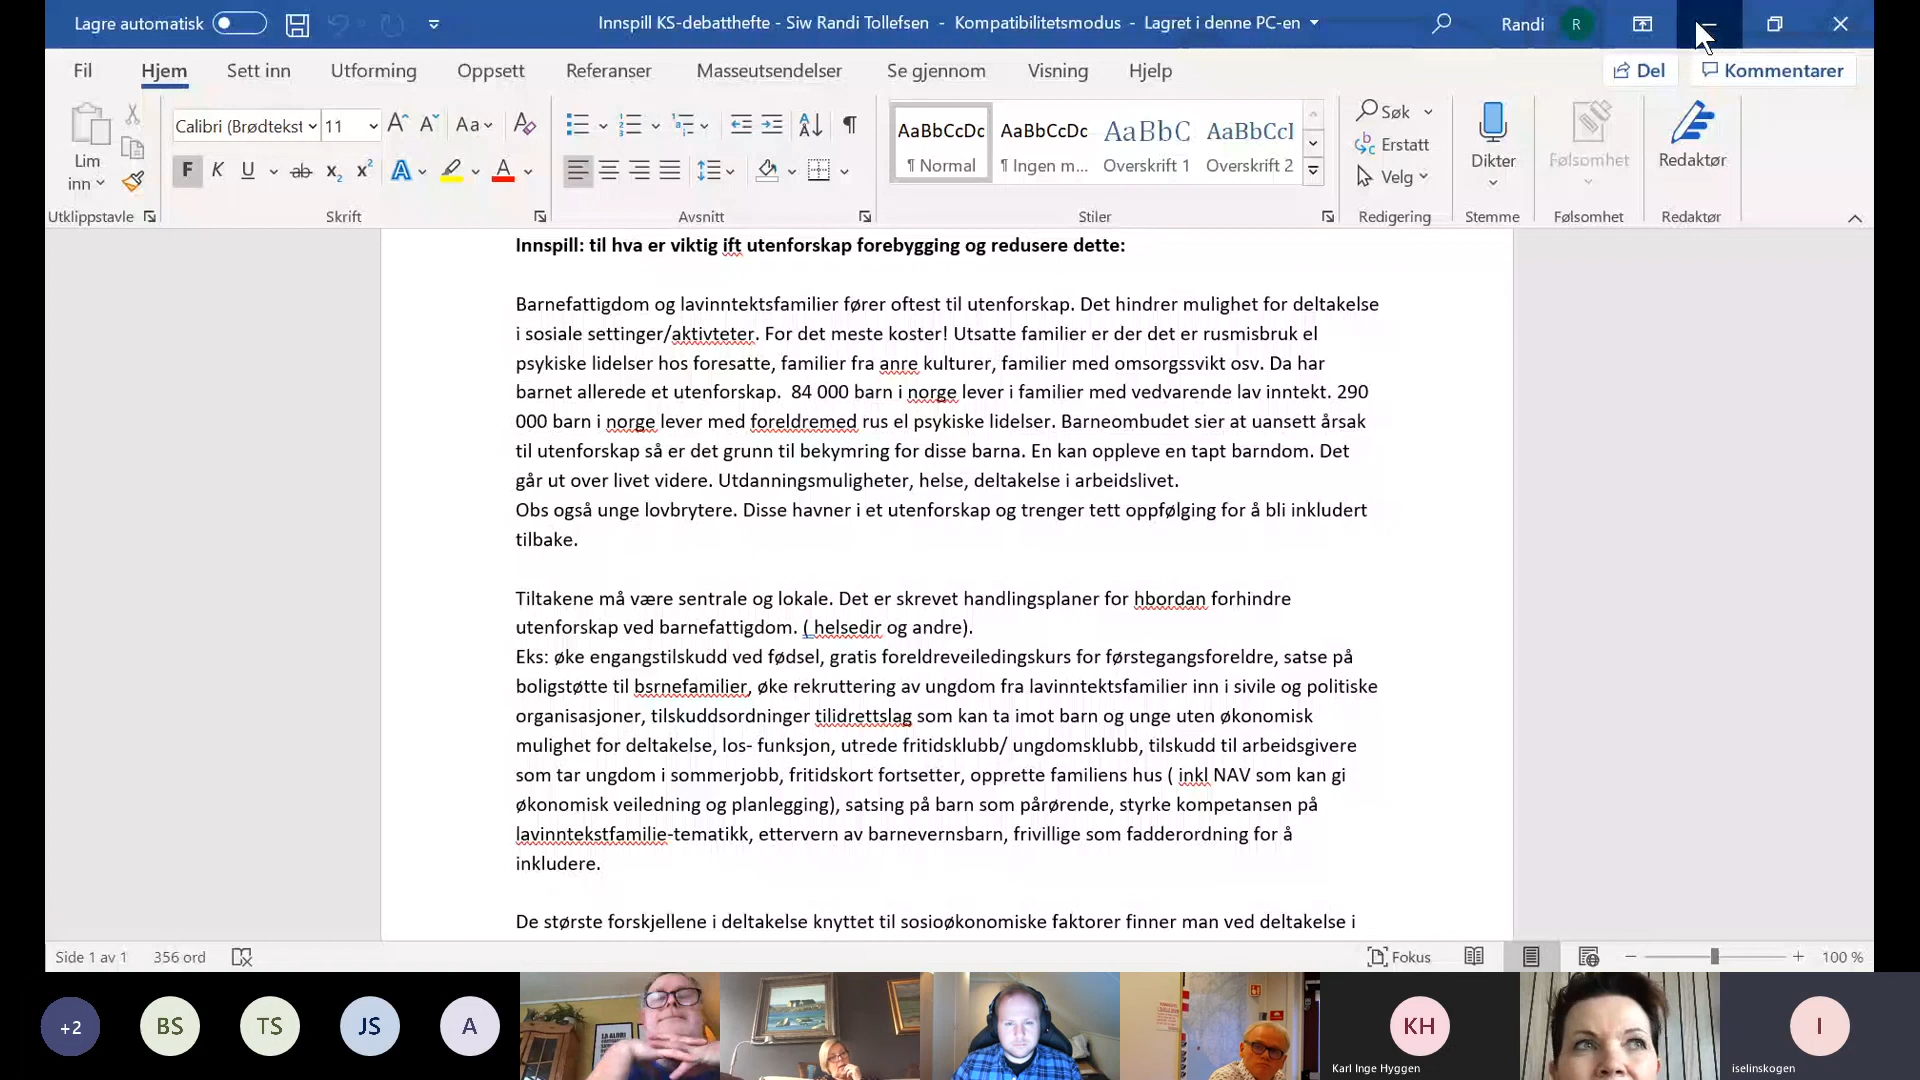 Lagre automatisk
Innspill KS-debatthefte - Siw Randi Tollefsen - Kompatibilitetsmodus - Lagret i denne PC-en
Randi
R
Fil
Hjem
Sett inn
Utforming
Oppsett
Referanser
Masseutsendelser
Se gjennom
Visning
Hjelp
Del
Kommentarer
Lim
inn
Calibri (Brødtekst
11
Aa
F K U ab x₂ x² A A
AaBbCcDc
AaBbCcDc
AaBbC
AaBbCcI
¶ Normal
¶ Ingen m...
Overskrift 1
Overskrift 2
Søk
Erstatt
Velg
Dikter
Følsomhet
Redaktør
Utklippstavle
Skrift
Avsnitt
Stiler
Redigering
Stemme
Følsomhet
Redaktør
Innspill: til hva er viktig ift utenforskap forebygging og redusere dette:
Barnefattigdom og lavinntektsfamilier fører oftest til utenforskap. Det hindrer mulighet for deltakelse
i sosiale settinger/aktivteter. For det meste koster! Utsatte familier er der det er rusmisbruk el
psykiske lidelser hos foresatte, familier fra anre kulturer, familier med omsorgssvikt osv. Da har
barnet allerede et utenforskap.  84 000 barn i norge lever i familier med vedvarende lav inntekt. 290
000 barn i norge lever med foreldremed rus el psykiske lidelser. Barneombudet sier at uansett årsak
til utenforskap så er det grunn til bekymring for disse barna. En kan oppleve en tapt barndom. Det
går ut over livet videre. Utdanningsmuligheter, helse, deltakelse i arbeidslivet.
Obs også unge lovbrytere. Disse havner i et utenforskap og trenger tett oppfølging for å bli inkludert
tilbake.
Tiltakene må være sentrale og lokale. Det er skrevet handlingsplaner for hbordan forhindre
utenforskap ved barnefattigdom. ( helsedir og andre).
Eks: øke engangstilskudd ved fødsel, gratis foreldreveiledingskurs for førstegangsforeldre, satse på
boligstøtte til bsrnefamilier, øke rekruttering av ungdom fra lavinntektsfamilier inn i sivile og politiske
organisasjoner, tilskuddsordninger tilidrettslag som kan ta imot barn og unge uten økonomisk
mulighet for deltakelse, los- funksjon, utrede fritidsklubb/ ungdomsklubb, tilskudd til arbeidsgivere
som tar ungdom i sommerjobb, fritidskort fortsetter, opprette familiens hus ( inkl NAV som kan gi
økonomisk veiledning og planlegging), satsing på barn som pårørende, styrke kompetansen på
lavinntekstfamilie-tematikk, ettervern av barnevernsbarn, frivillige som fadderordning for å
inkludere.
De største forskjellene i deltakelse knyttet til sosioøkonomiske faktorer finner man ved deltakelse i
Side 1 av 1
356 ord
Fokus
100 %
+2
BS
TS
JS
A
KH
Karl Inge Hyggen
I
iselinskogen